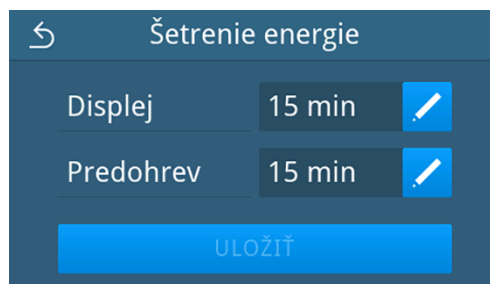 Šetrenie energie
Displej 15 min
Predohrev 15 min
ULOŽIŤ